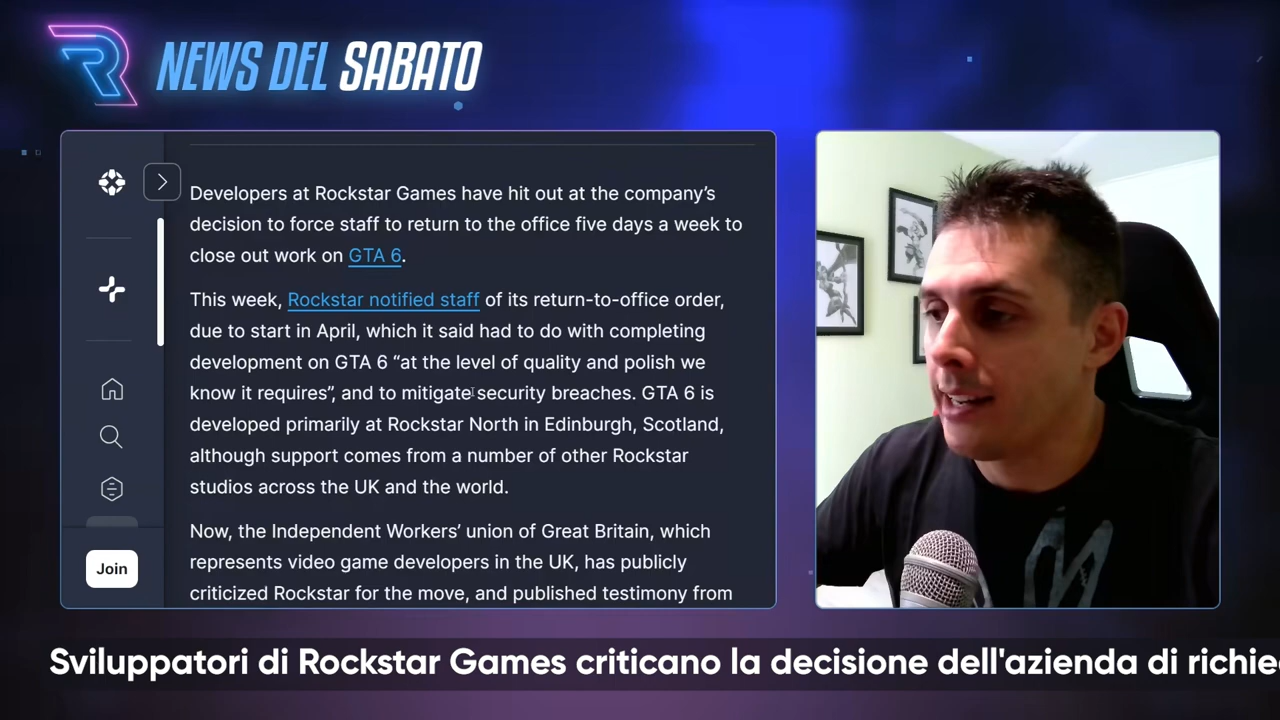 NEWS DEL SABATO
Developers at Rockstar Games have hit out at the company’s
decision to force staff to return to the office five days a week to
close out work on GTA 6.
This week, Rockstar notified staff of its return-to-office order,
due to start in April, which it said had to do with completing
development on GTA 6 “at the level of quality and polish we
know it requires”, and to mitigate security breaches. GTA 6 is
developed primarily at Rockstar North in Edinburgh, Scotland,
although support comes from a number of other Rockstar
studios across the UK and the world.
Now, the Independent Workers’ union of Great Britain, which
represents video game developers in the UK, has publicly
criticized Rockstar for the move, and published testimony from
Join
Sviluppatori di Rockstar Games criticano la decisione dell'azienda di richie